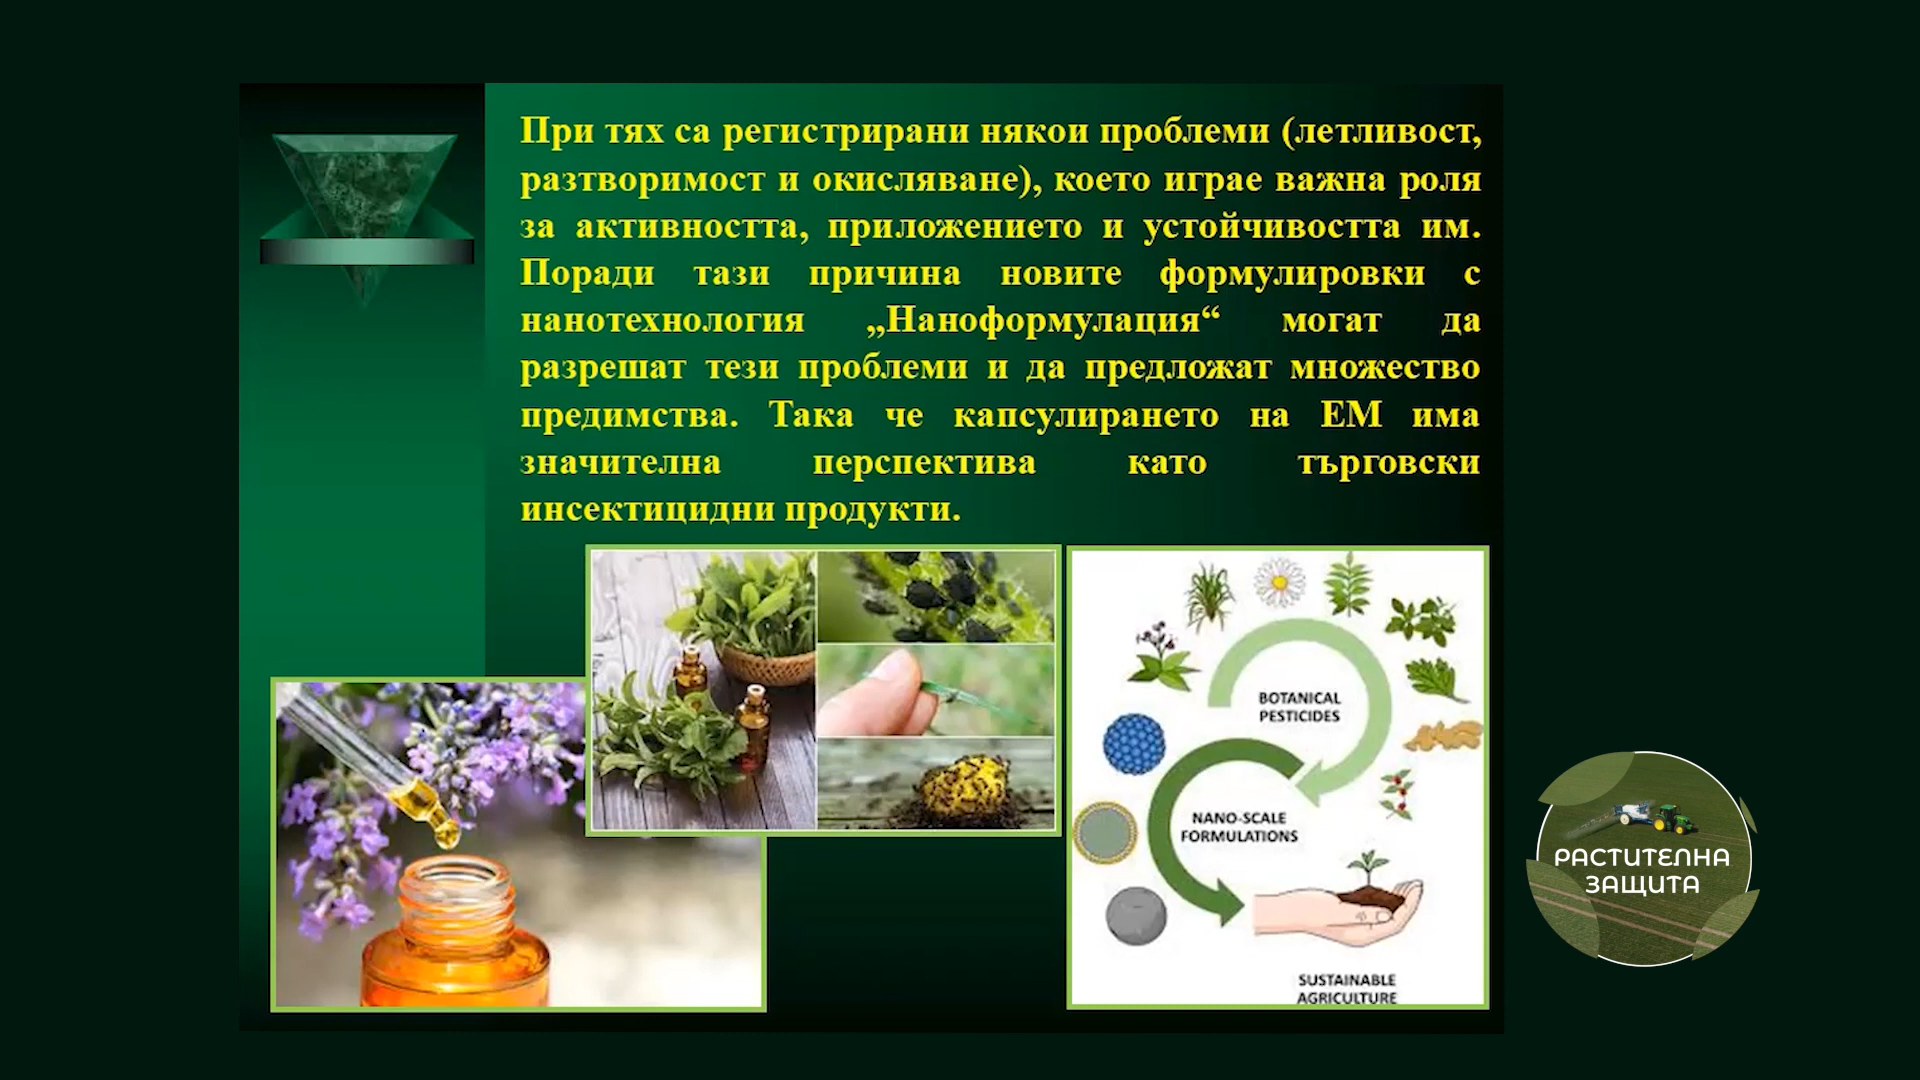 При тях са регистрирани някои проблеми (летливост,
разтворимост и окисляване), което играе важна роля
за активността, приложението и устойчивостта им.
Поради тази причина новите формулировки с
нанотехнология „Наноформулация“ могат да
разрешат тези проблеми и да предложат множество
предимства. Така че капсулирането на ЕМ има
значителна перспектива като търговски
инсектицидни продукти.
BOTANICAL
PESTICIDES
NANO-SCALE
FORMULATIONS
SUSTAINABLE
AGRICULTURE
РАСТИТЕЛНА
ЗАЩИТА